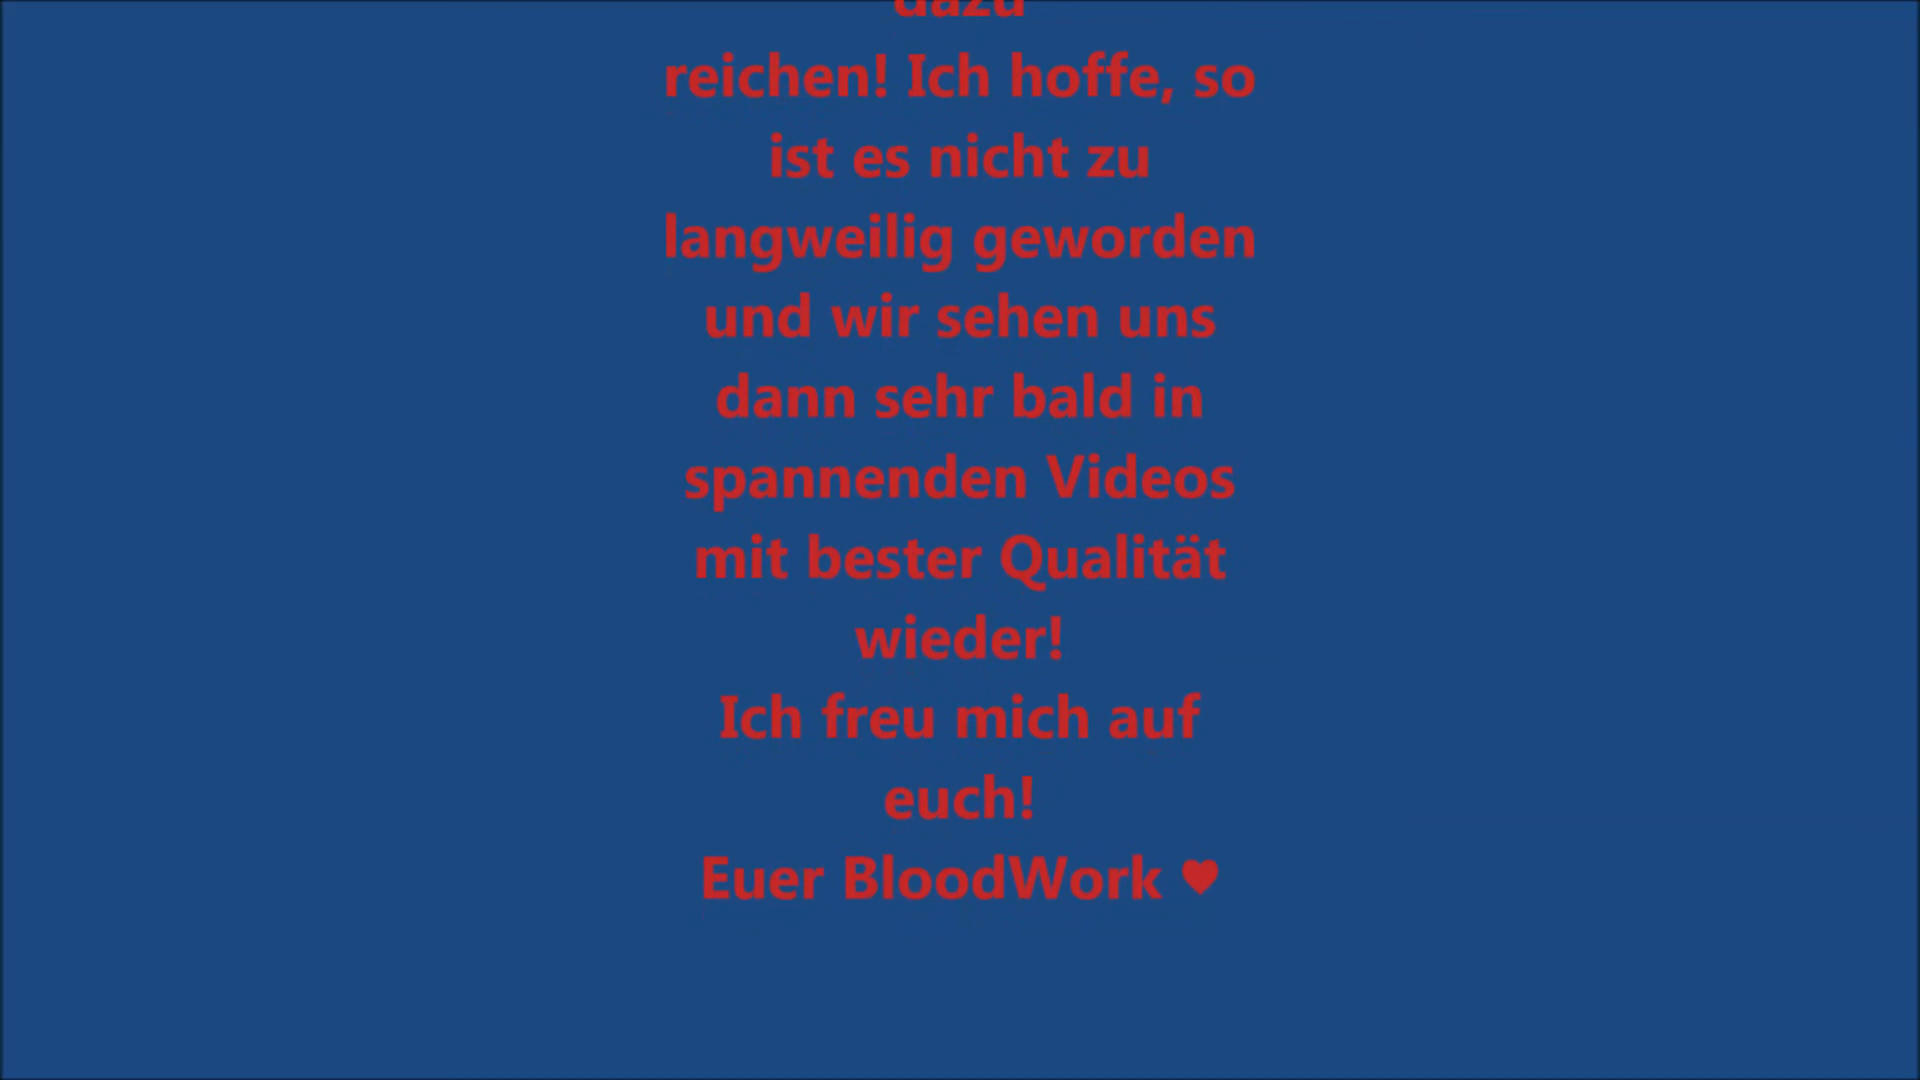 dazu
reichen! Ich hoffe, so
ist es nicht zu
langweilig geworden
und wir sehen uns
dann sehr bald in
spannenden Videos
mit bester Qualität
wieder!
Ich freu mich auf
euch!
Euer BloodWork ♥